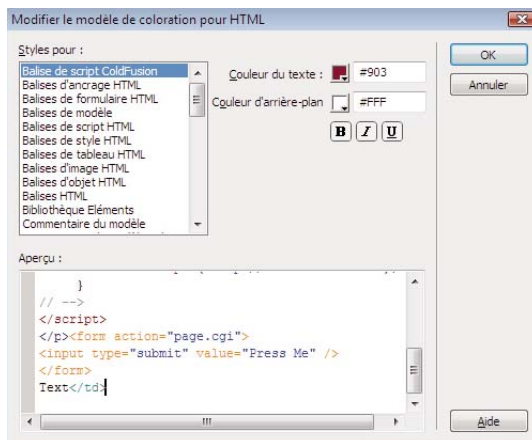 Modifier le modèle de coloration pour HTML
Styles pour :
Balise de script ColdFusion
Balises d'ancrage HTML
Balises de formulaire HTML
Balises de modèle
Balises de script HTML
Balises de style HTML
Balises de tableau HTML
Balises d'image HTML
Balises d'objet HTML
Balises HTML
Bibliothèque Eléments
Commentaire du modèle
Couleur du texte : #903
Couleur d'arrière-plan #FFF
B I U
OK
Annuler
Aperçu :
}
// -->
</script>
</p><form action="page.cgi">
<input type="submit" value="Press Me" />
</form>
Text</td>
Aide